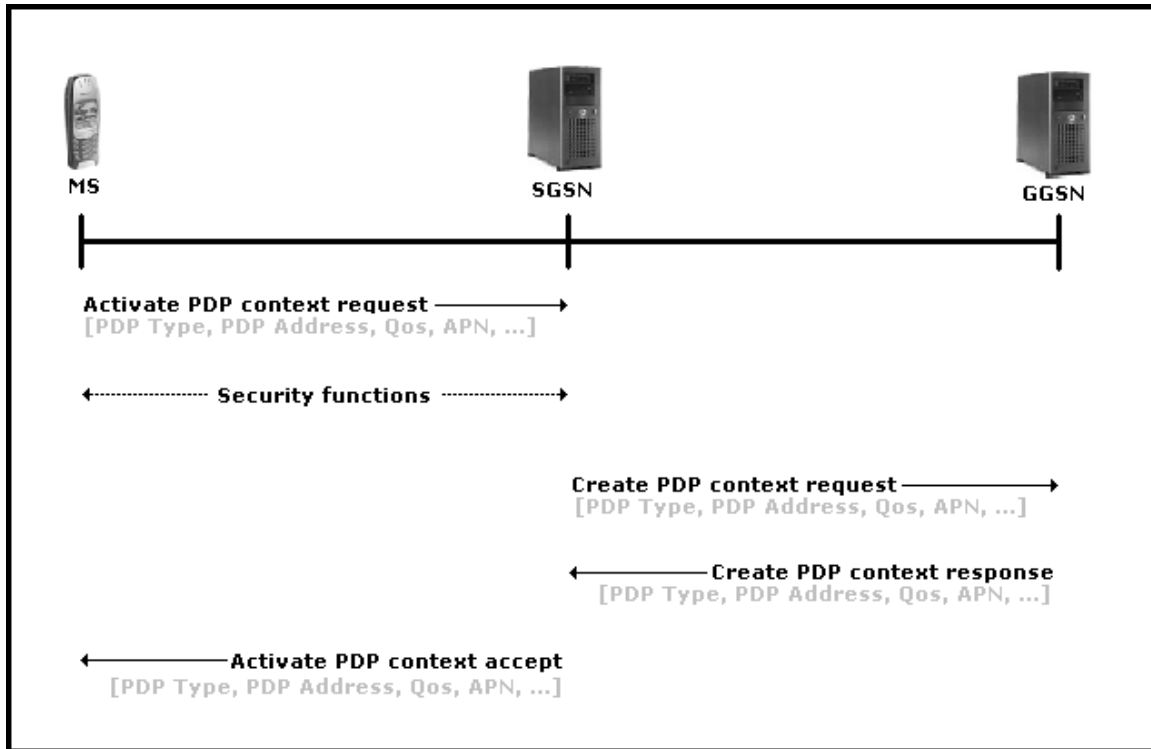 MS
SGSN
GGSN
Activate PDP context request
[PDP Type, PDP Address, Qos, APN, ...]
Security functions
Create PDP context request
[PDP Type, PDP Address, Qos, APN, ...]
Create PDP context response
[PDP Type, PDP Address, Qos, APN, ...]
Activate PDP context accept
[PDP Type, PDP Address, Qos, APN, ...]